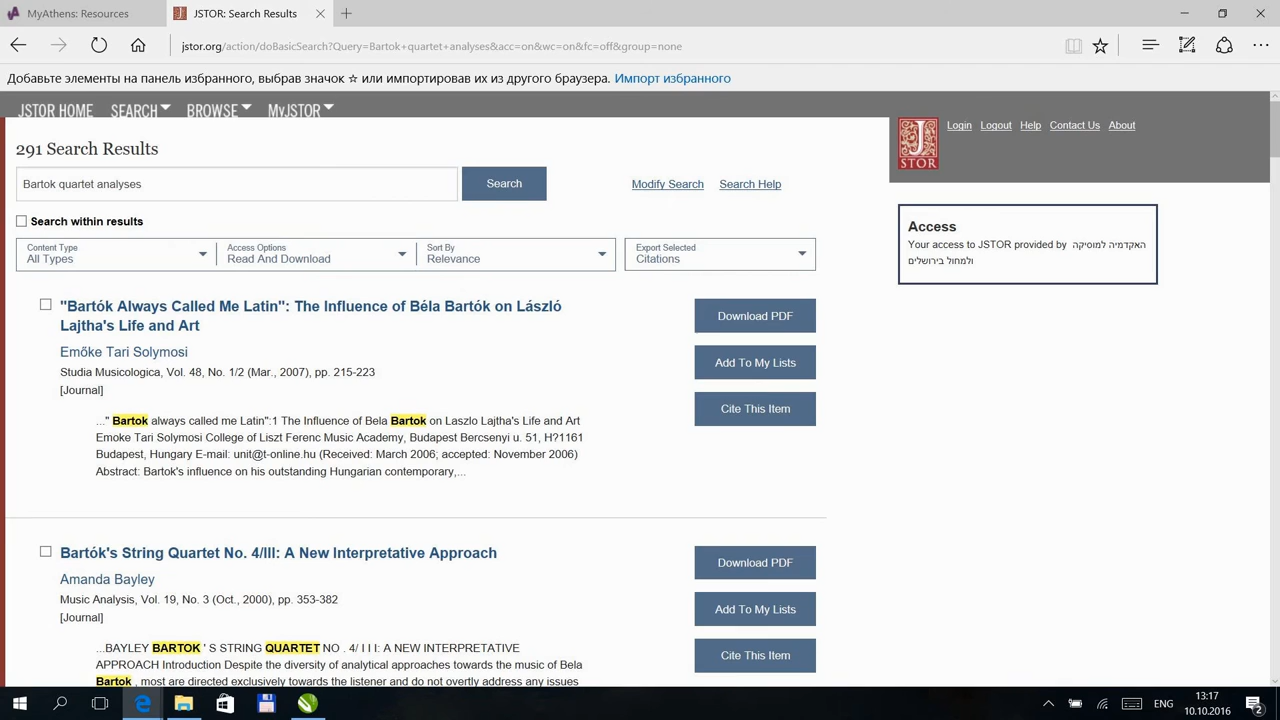 MyAthens: Resources
JSTOR: Search Results
jstor.org/action/doBasicSearch?Query=Bartok+quartet+analyses&acc=on&wc=on&fc=off&group=none
Добавьте элементы на панель избранного, выбрав значок ☆ или импортировав их из другого браузера. Импорт избранного
JSTOR HOME SEARCH BROWSE MyJSTOR
J
STOR
Login Logout Help Contact Us About
291 Search Results
Bartok quartet analyses
Search
Modify Search Search Help
Search within results
Content Type
All Types
Access Options
Read And Download
Sort By
Relevance
Export Selected
Citations
Access
Your access to JSTOR provided by האקדמיה למוסיקה
ולמחול בירושלים
"Bartók Always Called Me Latin": The Influence of Béla Bartók on László
Lajtha's Life and Art
Emőke Tari Solymosi
Studia Musicologica, Vol. 48, No. 1/2 (Mar., 2007), pp. 215-223
[Journal]
..." Bartok always called me Latin":1 The Influence of Bela Bartok on Laszlo Lajtha's Life and Art
Emoke Tari Solymosi College of Liszt Ferenc Music Academy, Budapest Bercsenyi u. 51, H?1161
Budapest, Hungary E-mail: unit@t-online.hu (Received: March 2006; accepted: November 2006)
Abstract: Bartok's influence on his outstanding Hungarian contemporary,...
Download PDF
Add To My Lists
Cite This Item
Bartók's String Quartet No. 4/III: A New Interpretative Approach
Amanda Bayley
Music Analysis, Vol. 19, No. 3 (Oct., 2000), pp. 353-382
[Journal]
...BAYLEY BARTOK ' S STRING QUARTET NO . 4/ I I I: A NEW INTERPRETATIVE
APPROACH Introduction Despite the diversity of analytical approaches towards the music of Bela
Bartok , most are directed exclusively towards the listener and do not overtly address any issues
Download PDF
Add To My Lists
Cite This Item
ENG
13:17
10.10.2016
2